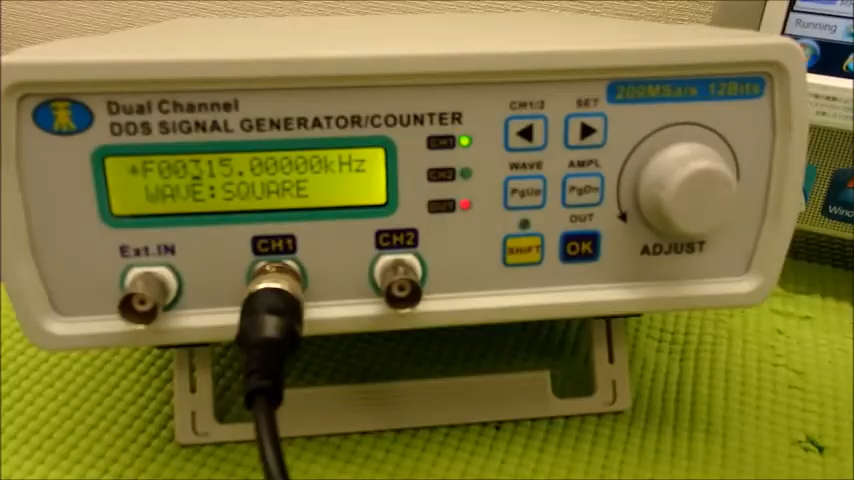 Running
Dual Channel
DDS SIGNAL GENERATOR/COUNTER
200MSa/s 12Bits
*F00315.00000kHz
WAVE:SQUARE
CH1
CH2
OUT
CH1/2 SET
WAVE AMPL
PgUp PgDn
OUT
SHIFT OK
ADJUST
Ext.IN CH1 CH2